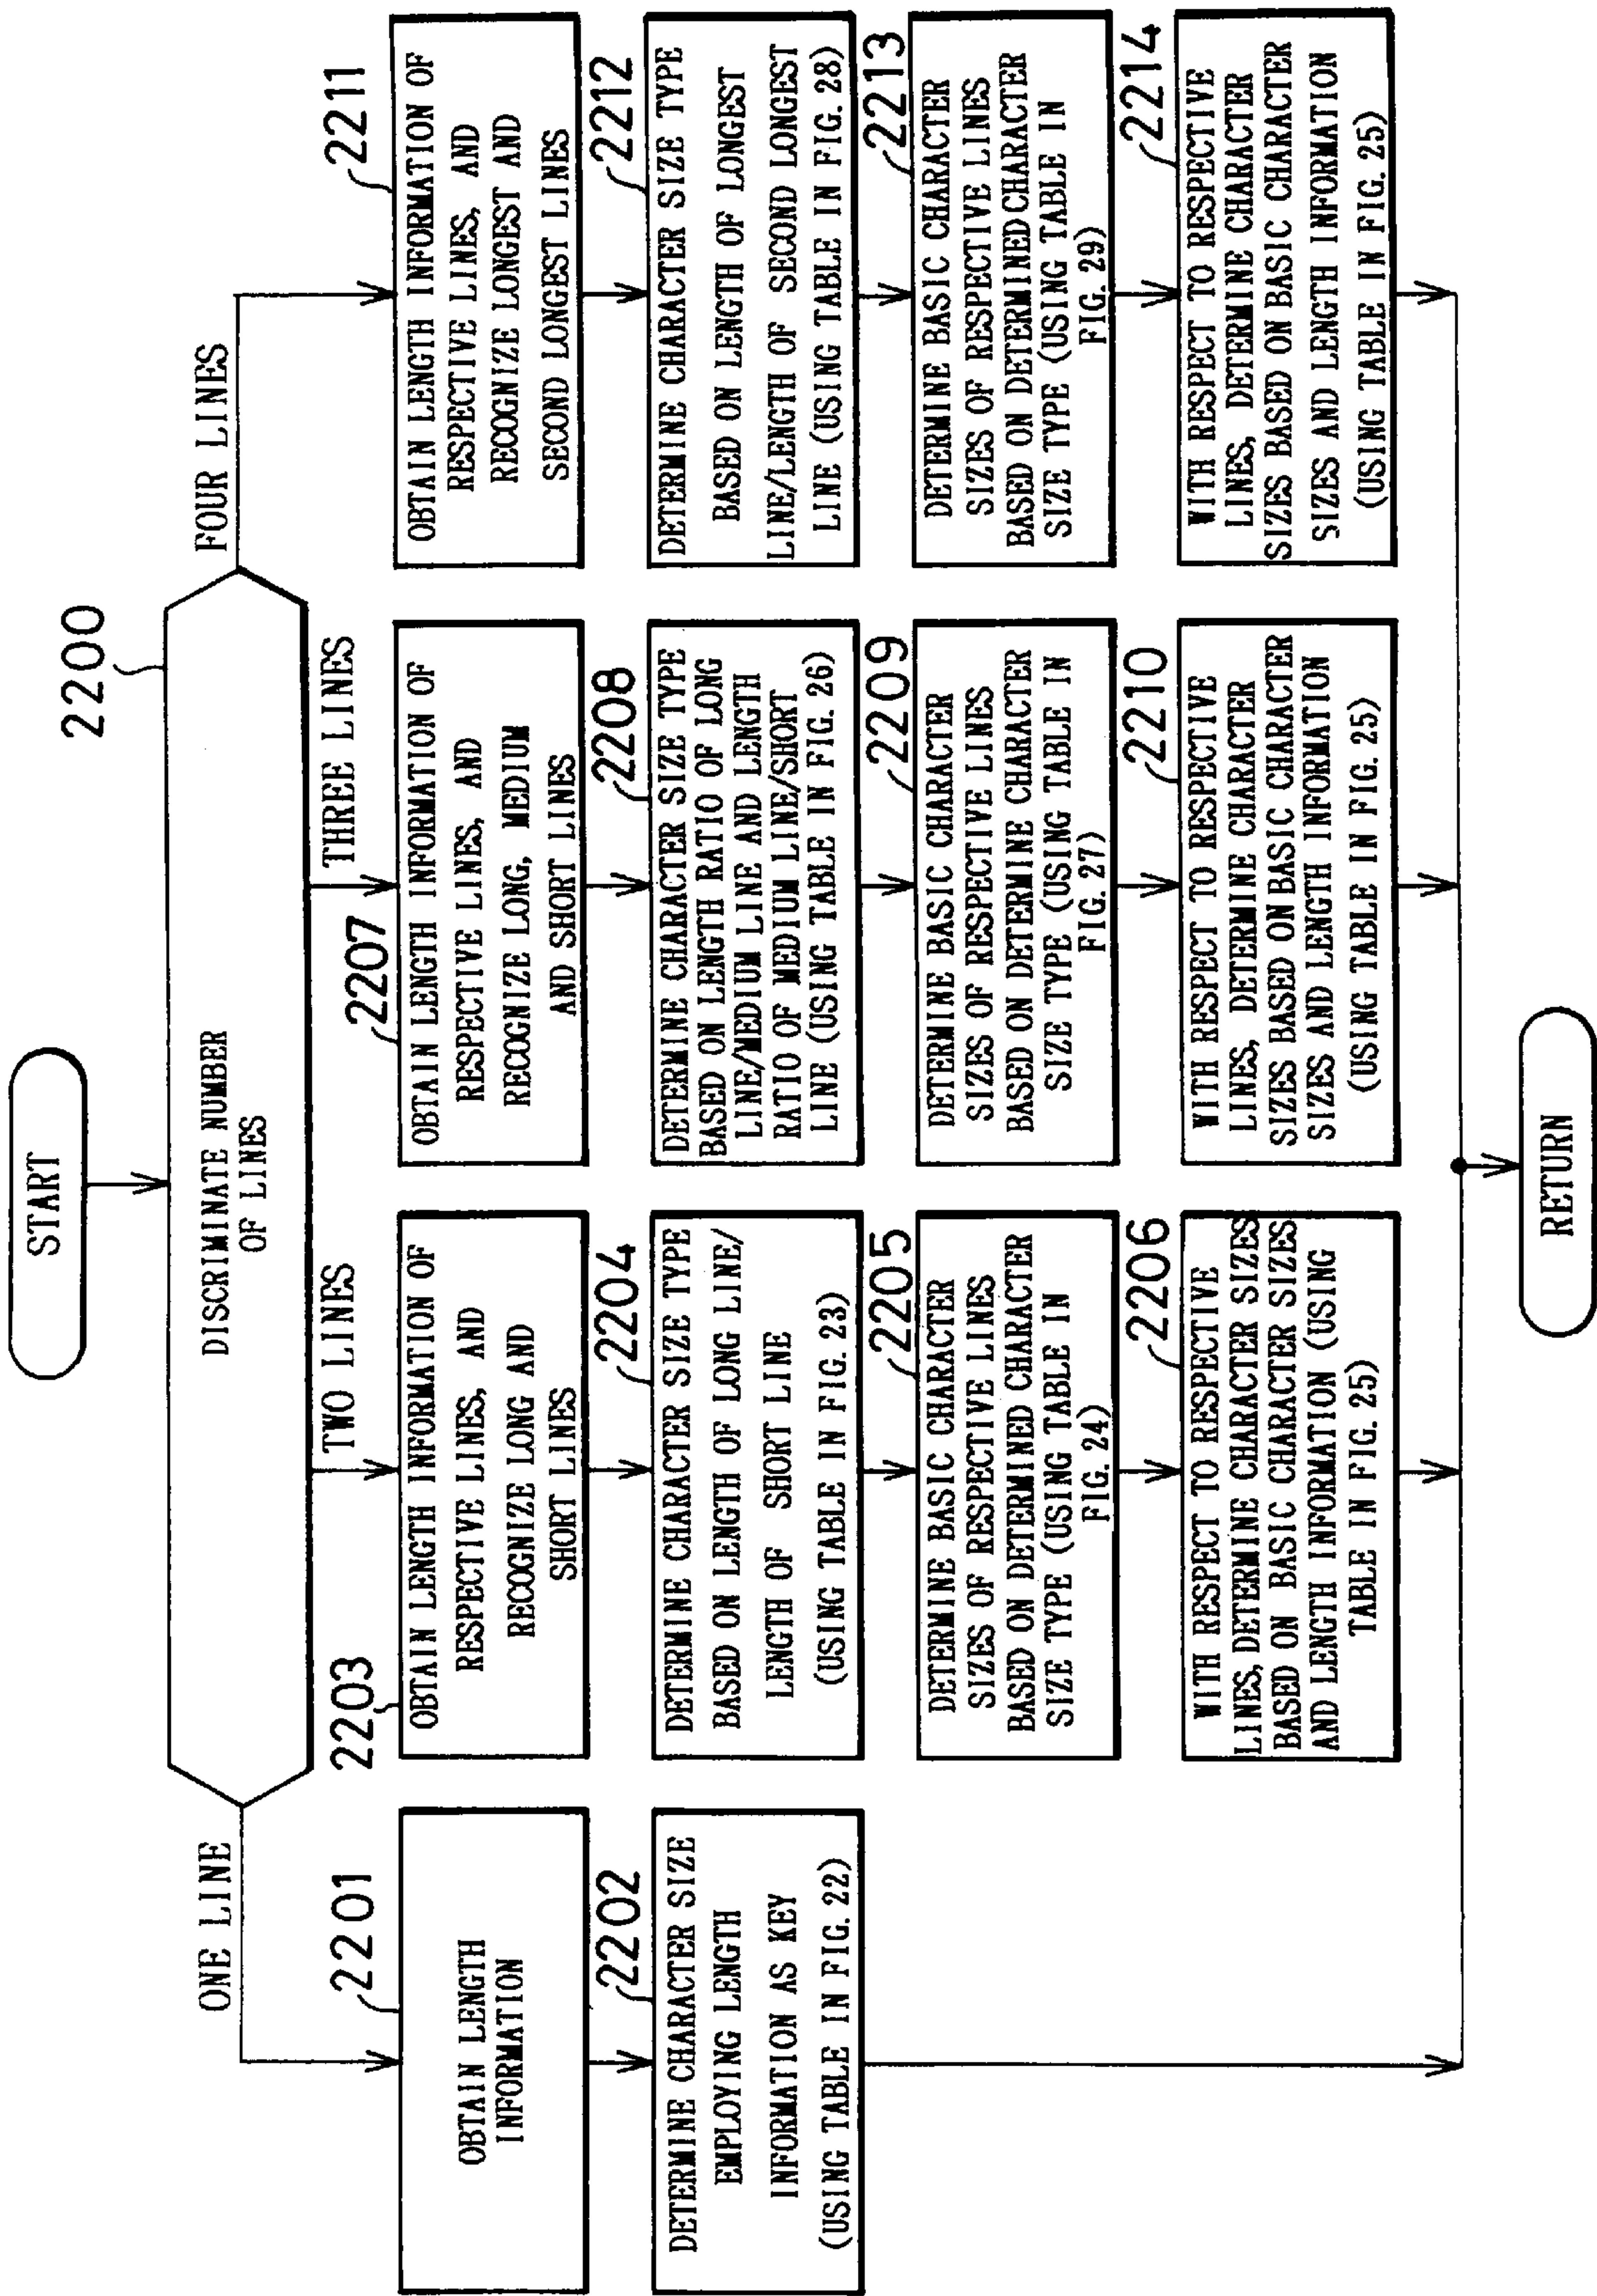 START
2200
DISCRIMINATE NUMBER
OF LINES
ONE LINE
2201
OBTAIN LENGTH
INFORMATION
2202
DETERMINE CHARACTER SIZE
EMPLOYING LENGTH
INFORMATION AS KEY
(USING TABLE IN FIG. 22)
TWO LINES
2203
OBTAIN LENGTH INFORMATION OF
RESPECTIVE LINES, AND
RECOGNIZE LONG AND
SHORT LINES
2204
DETERMINE CHARACTER SIZE TYPE
BASED ON LENGTH OF LONG LINE/
LENGTH OF SHORT LINE
(USING TABLE IN FIG. 23)
2205
DETERMINE BASIC CHARACTER
SIZES OF RESPECTIVE LINES
BASED ON DETERMINED CHARACTER
SIZE TYPE (USING TABLE IN
FIG. 24)
2206
WITH RESPECT TO RESPECTIVE
LINES, DETERMINE CHARACTER SIZES
BASED ON BASIC CHARACTER SIZES
AND LENGTH INFORMATION (USING
TABLE IN FIG. 25)
THREE LINES
2207
OBTAIN LENGTH INFORMATION OF
RESPECTIVE LINES, AND
RECOGNIZE LONG, MEDIUM
AND SHORT LINES
2208
DETERMINE CHARACTER SIZE TYPE
BASED ON LENGTH RATIO OF LONG
LINE/MEDIUM LINE AND LENGTH
RATIO OF MEDIUM LINE/SHORT
LINE (USING TABLE IN FIG. 26)
2209
DETERMINE BASIC CHARACTER
SIZES OF RESPECTIVE LINES
BASED ON DETERMINE CHARACTER
SIZE TYPE (USING TABLE IN
FIG. 27)
2210
WITH RESPECT TO RESPECTIVE
LINES, DETERMINE CHARACTER
SIZES BASED ON BASIC CHARACTER
SIZES AND LENGTH INFORMATION
(USING TABLE IN FIG. 25)
FOUR LINES
2211
OBTAIN LENGTH INFORMATION OF
RESPECTIVE LINES, AND
RECOGNIZE LONGEST AND
SECOND LONGEST LINES
2212
DETERMINE CHARACTER SIZE TYPE
BASED ON LENGTH OF LONGEST
LINE/LENGTH OF SECOND LONGEST
LINE (USING TABLE IN FIG. 28)
2213
DETERMINE BASIC CHARACTER
SIZES OF RESPECTIVE LINES
BASED ON DETERMINED CHARACTER
SIZE TYPE (USING TABLE IN
FIG. 29)
2214
WITH RESPECT TO RESPECTIVE
LINES, DETERMINE CHARACTER
SIZES BASED ON BASIC CHARACTER
SIZES AND LENGTH INFORMATION
(USING TABLE IN FIG. 25)
RETURN